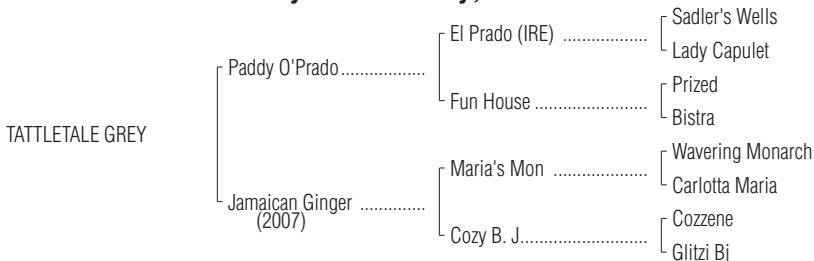 Sadler's Wells
El Prado (IRE) ..................
Lady Capulet
Paddy O'Prado..................
Prized
Fun House ........................
Bistra
TATTLETALE GREY
Wavering Monarch
Maria's Mon ....................
Carlotta Maria
Jamaican Ginger ..............
(2007)
Cozzene
Cozy B. J...........................
Glitzi Bj